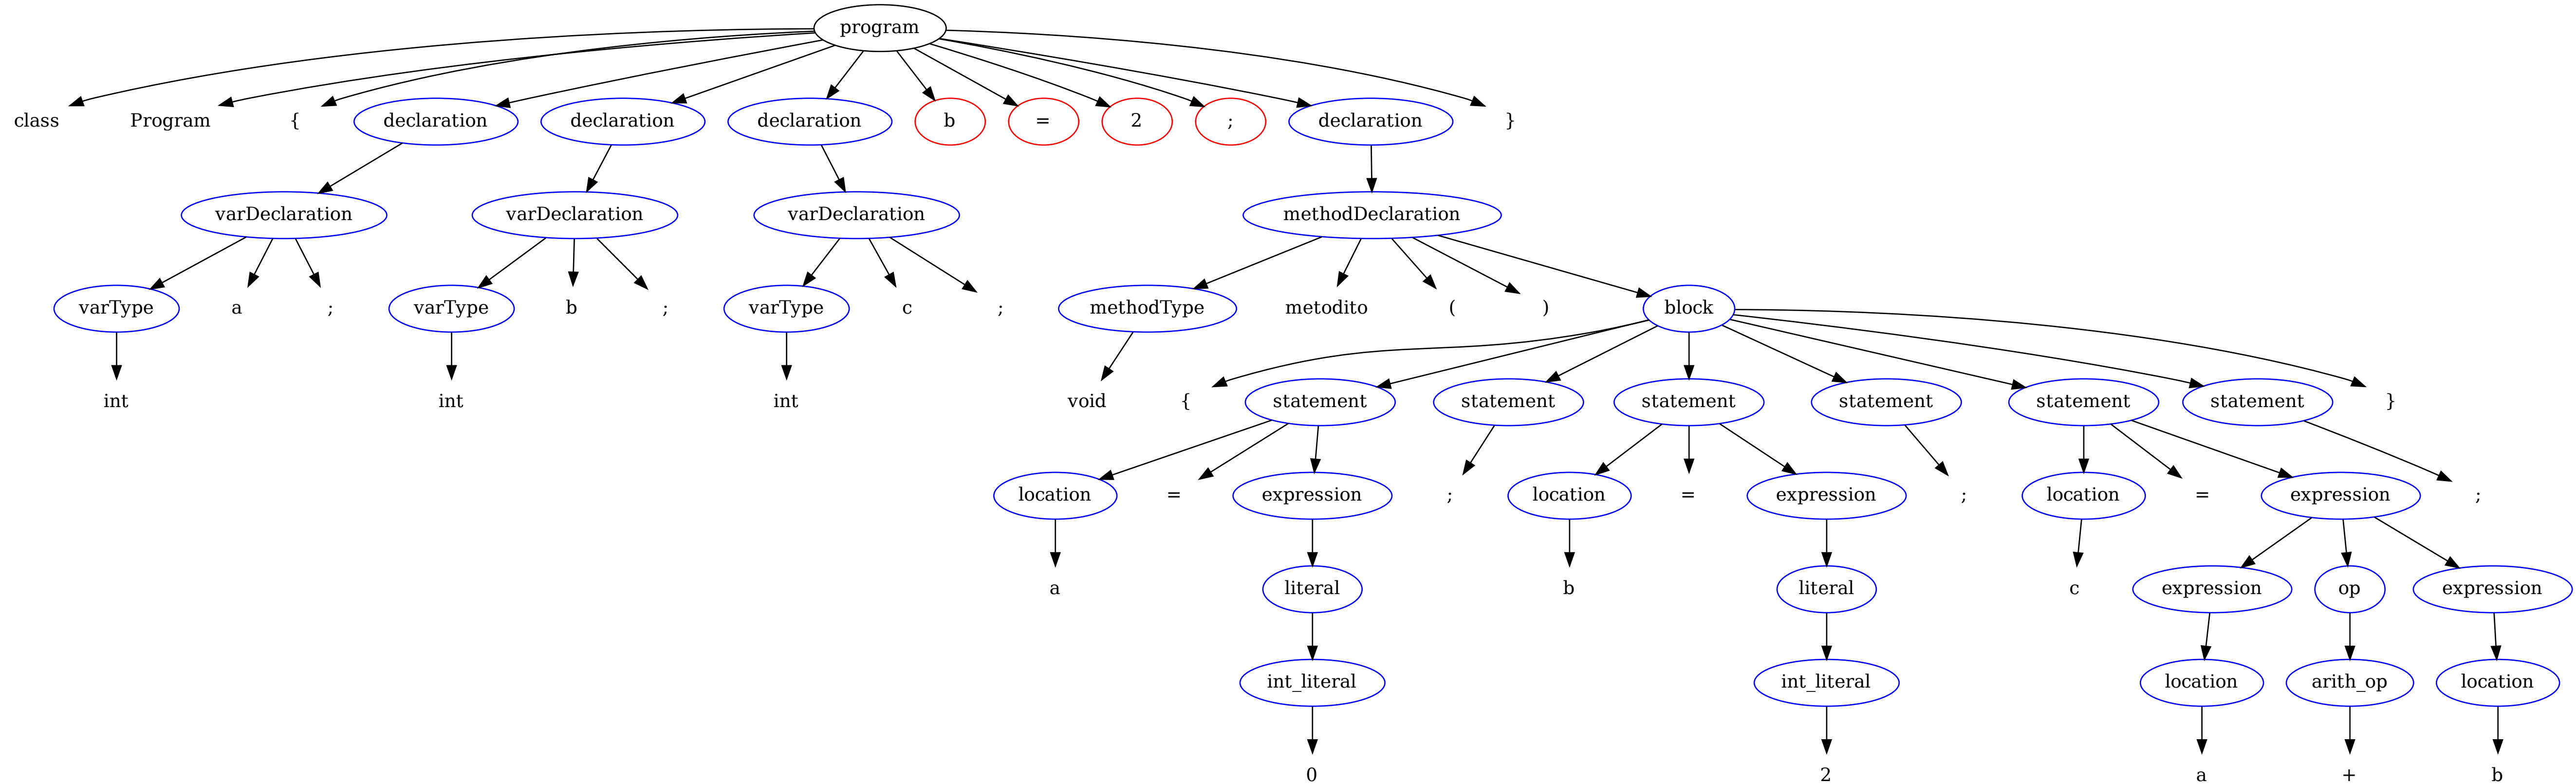 program
class Program { declaration declaration declaration b = 2 ; declaration }
varDeclaration varDeclaration varDeclaration methodDeclaration
varType a ; varType b ; varType c ; methodType metodito ( ) block
int int int void { statement statement statement statement statement statement }
location = expression ; location = expression ; location = expression ;
a literal b literal c expression op expression
int_literal int_literal location arith_op location
0 2 a + b